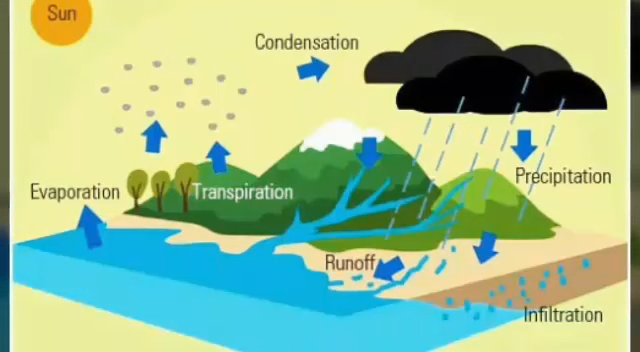 Sun
Condensation
Precipitation
Evaporation
Transpiration
Runoff
Infiltration